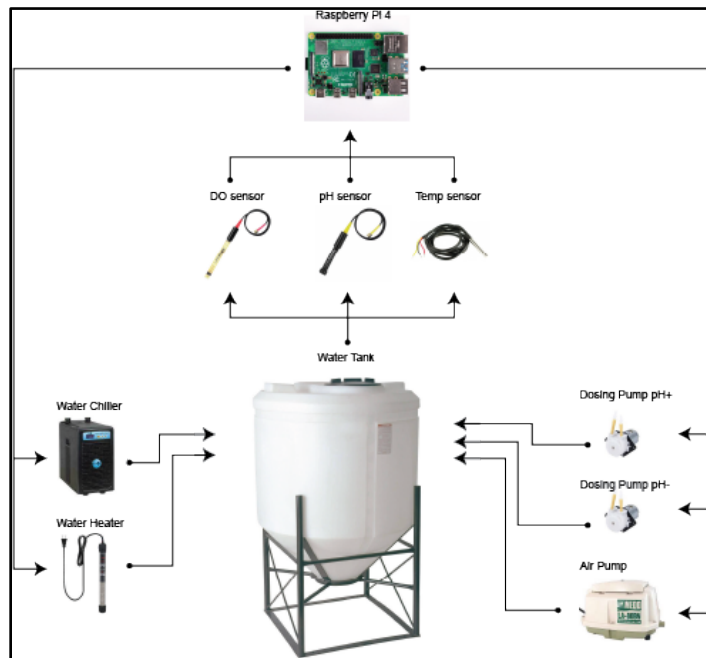 Raspberry Pi 4
DO sensor
pH sensor
Temp sensor
Water Tank
Water Chiller
Dosing Pump pH+
Dosing Pump pH-
Water Heater
Air Pump